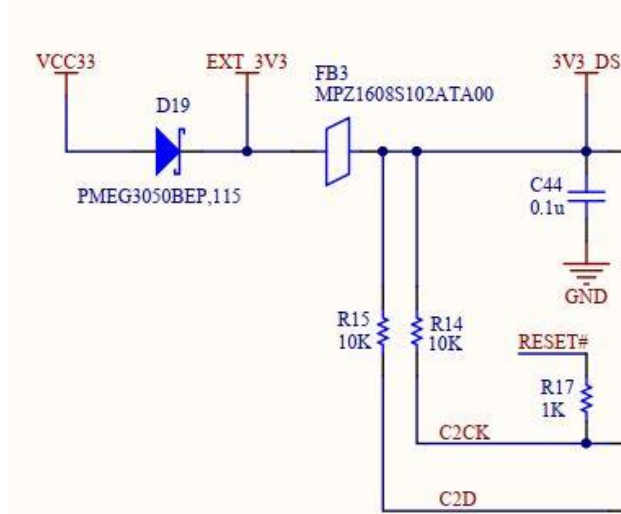 VCC33
EXT_3V3
3V3_DS
FB3
MPZ1608S102ATA00
D19
PMEG3050BEP,115
C44
0.1u
GND
R15
10K
R14
10K
RESET#
R17
1K
C2CK
C2D